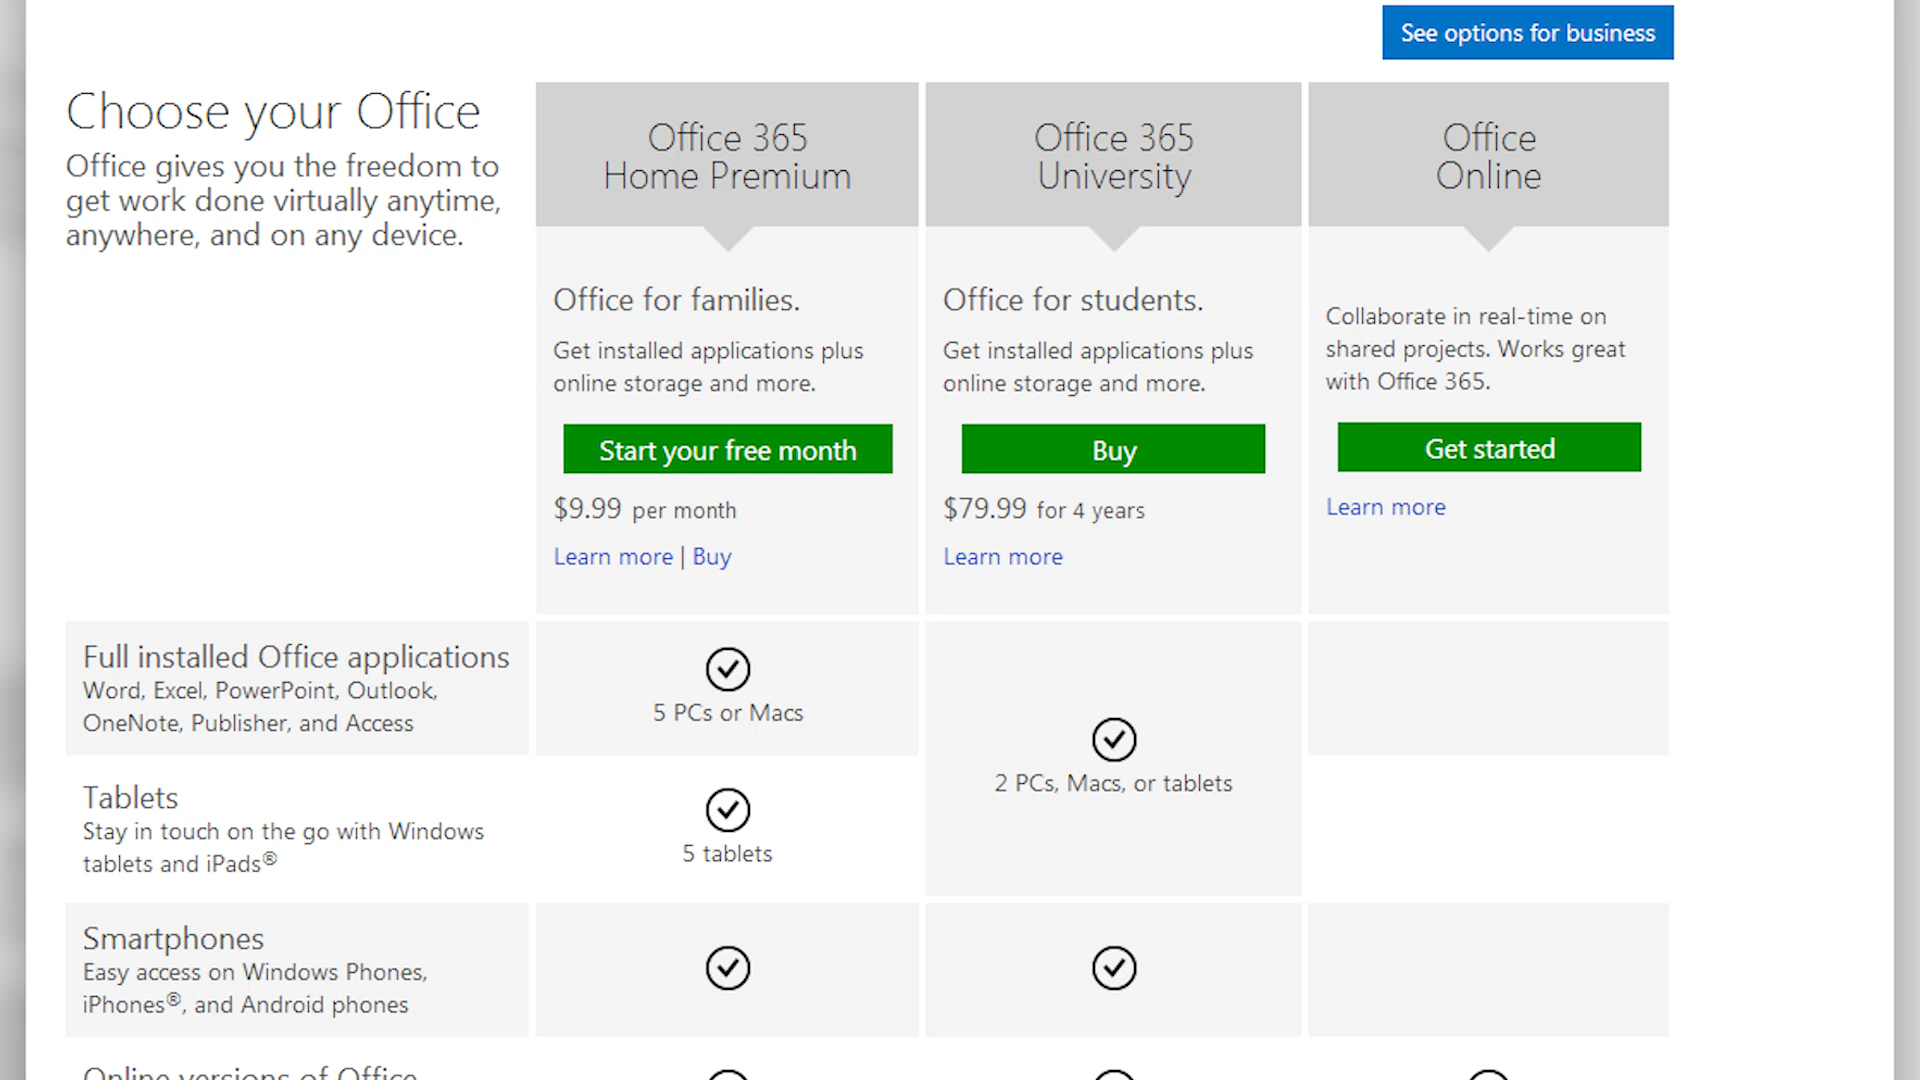 See options for business
Choose your Office
Office gives you the freedom to
get work done virtually anytime,
anywhere, and on any device.
Office 365
Home Premium
Office for families.
Get installed applications plus
online storage and more.
Start your free month
$9.99 per month
Learn more | Buy
Office 365
University
Office for students.
Get installed applications plus
online storage and more.
Buy
$79.99 for 4 years
Learn more
Office
Online
Collaborate in real-time on
shared projects. Works great
with Office 365.
Get started
Learn more
Full installed Office applications
Word, Excel, PowerPoint, Outlook,
OneNote, Publisher, and Access
5 PCs or Macs
2 PCs, Macs, or tablets
Tablets
Stay in touch on the go with Windows
tablets and iPads®
5 tablets
Smartphones
Easy access on Windows Phones,
iPhones®, and Android phones
Online versions of Office